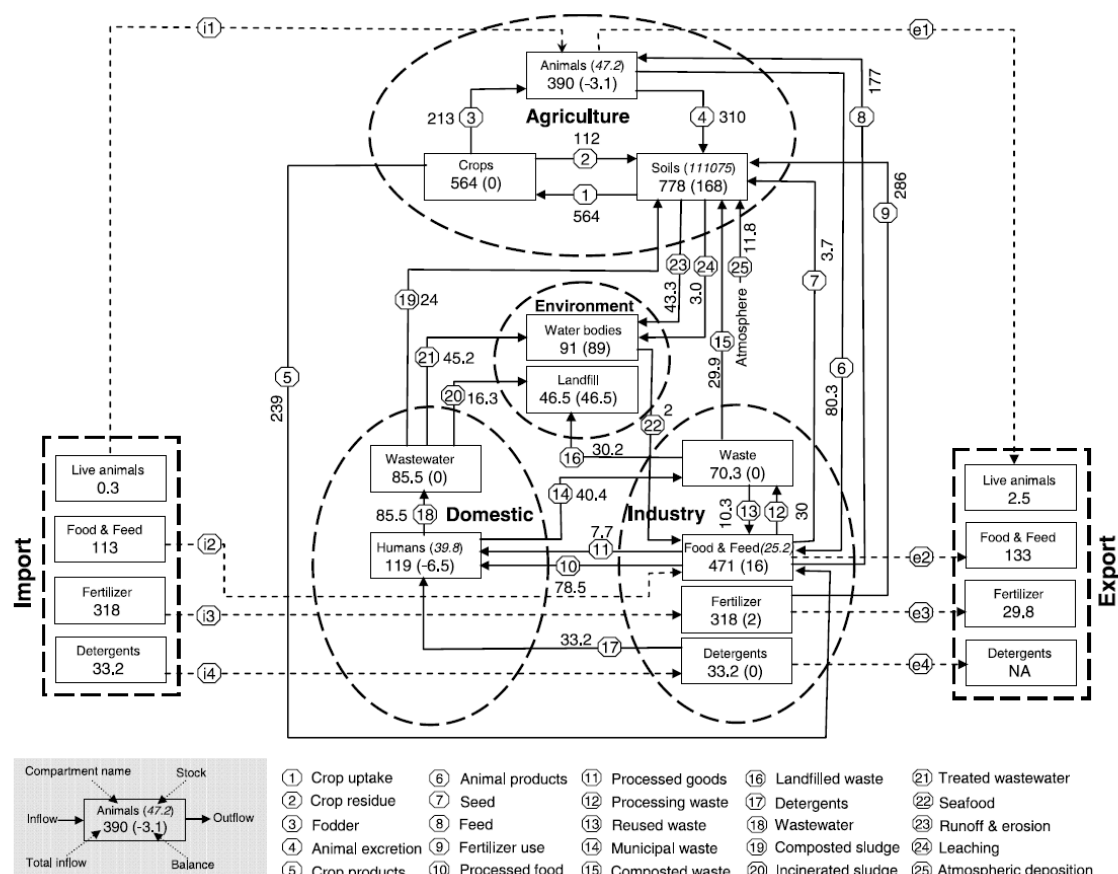 i1
e1
Animals (47.2)
390 (-3.1)
177
213
3
Agriculture
4
310
8
112
2
Crops
564 (0)
Soils (111075)
778 (168)
1
564
286
9
11.8
3.7
19
24
23
24
25
7
43.3
3.0
Environment
Water bodies
91 (89)
Atmosphere
21
45.2
15
29.9
6
80.3
5
239
Landfill
46.5 (46.5)
20
16.3
2
22
30.2
16
Wastewater
85.5 (0)
Waste
70.3 (0)
Import
Live animals
0.3
Live animals
2.5
14
40.4
85.5
18
Domestic
Industry
10.3
13
12
30
Food & Feed
113
i2
Humans (39.8)
119 (-6.5)
7.7
11
10
78.5
Food & Feed(25.2)
471 (16)
e2
Food & Feed
133
Export
Fertilizer
318
i3
Fertilizer
318 (2)
e3
Fertilizer
29,8
33.2
17
Detergents
33,2
i4
Detergents
33.2 (0)
e4
Detergents
NA
Compartment name
Stock
Inflow
Animals (47.2)
390 (-3.1)
Outflow
Total inflow
Balance
1 Crop uptake
2 Crop residue
3 Fodder
4 Animal excretion
5 Crop products
6 Animal products
7 Seed
8 Feed
9 Fertilizer use
10 Processed food
11 Processed goods
12 Processing waste
13 Reused waste
14 Municipal waste
15 Composted waste
16 Landfilled waste
17 Detergents
18 Wastewater
19 Composted sludge
20 Incinerated sludge
21 Treated wastewater
22 Seafood
23 Runoff & erosion
24 Leaching
25 Atmospheric deposition